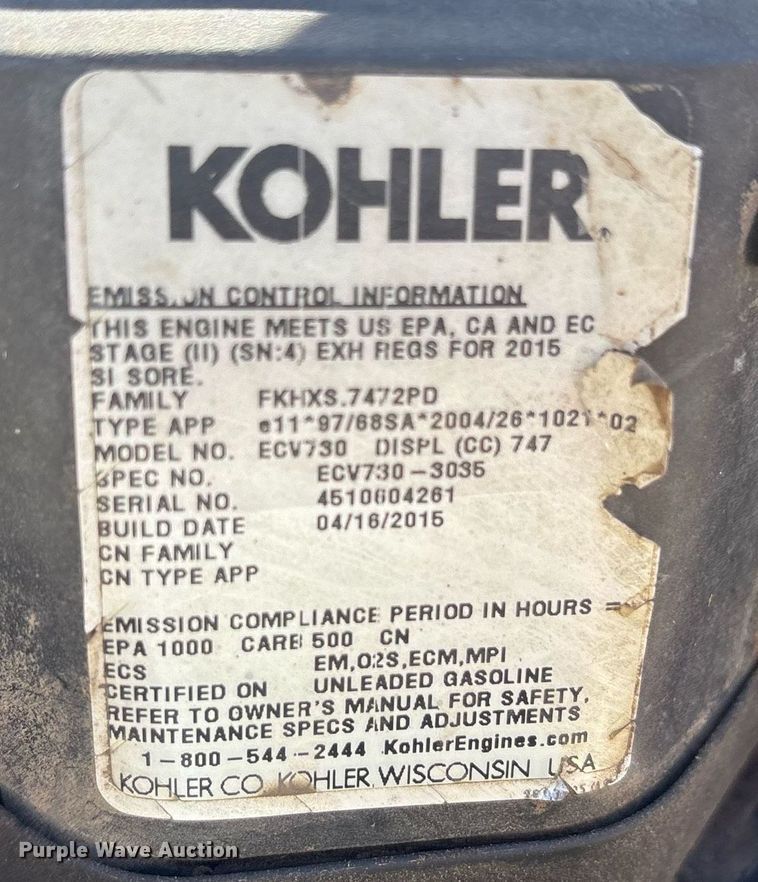 KOHLER.
EMISSION CONTROL INFORMATION
THIS ENGINE MEETS US EPA, CA AND EC
STAGE (II) (SN:4) EXH REGS FOR 2015
SI SORE.
FAMILY FKHXS.7472PD
TYPE APP e11*97/68SA*2004/26*1021*02
MODEL NO. ECV730 DISPL (CC) 747
SPEC NO. ECV730-3035
SERIAL NO. 4510604261
BUILD DATE 04/16/2015
CN FAMILY
CN TYPE APP
EMISSION COMPLIANCE PERIOD IN HOURS =
EPA 1000 CARB 500 CN
ECS EM,O2S,ECM,MPI
CERTIFIED ON UNLEADED GASOLINE
REFER TO OWNER'S MANUAL FOR SAFETY,
MAINTENANCE SPECS AND ADJUSTMENTS
1-800-544-2444 KohlerEngines.com
KOHLER CO. KOHLER, WISCONSIN USA
Purple Wave Auction